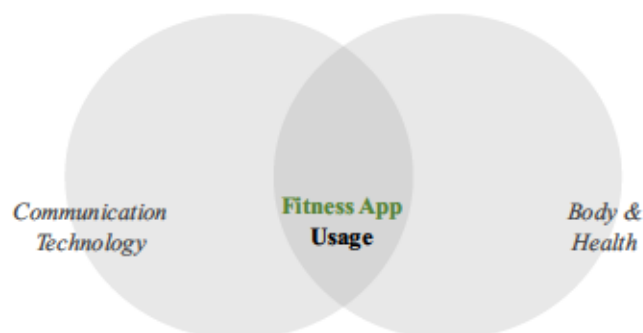 Communication
Technology
Fitness App
Usage
Body &
Health